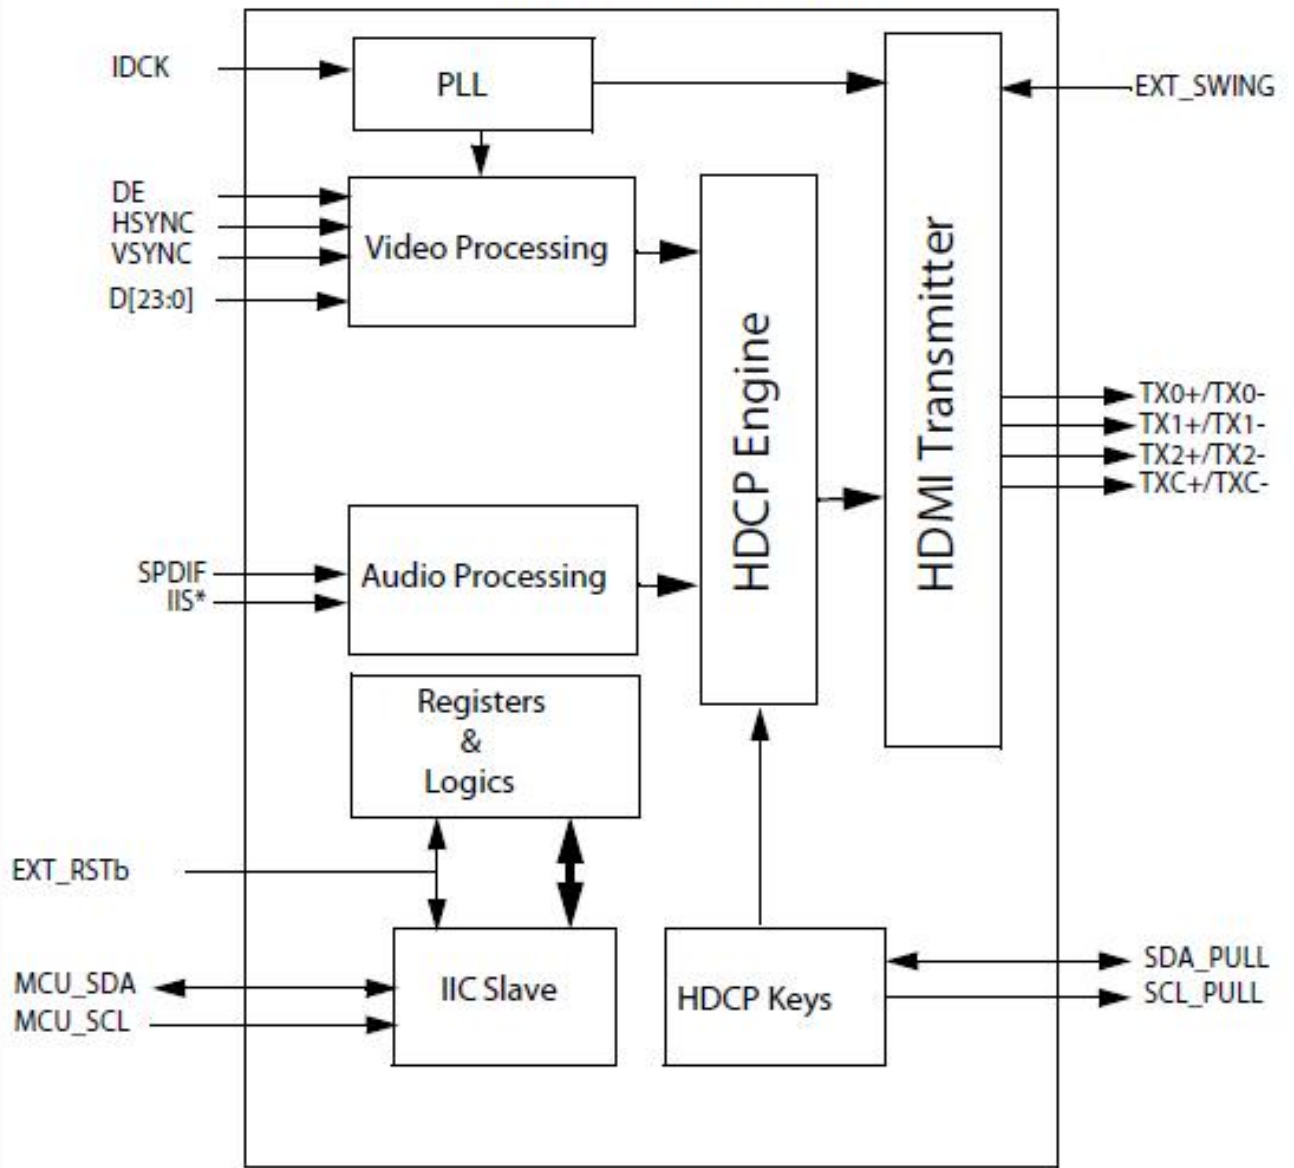 IDCK
PLL
EXT_SWING
DE
HSYNC
VSYNC
D[23:0]
Video Processing
HDCP Engine
HDMI Transmitter
TX0+/TX0-
TX1+/TX1-
TX2+/TX2-
TXC+/TXC-
SPDIF
IIS*
Audio Processing
Registers
&
Logics
EXT_RSTb
MCU_SDA
MCU_SCL
IIC Slave
HDCP Keys
SDA_PULL
SCL_PULL